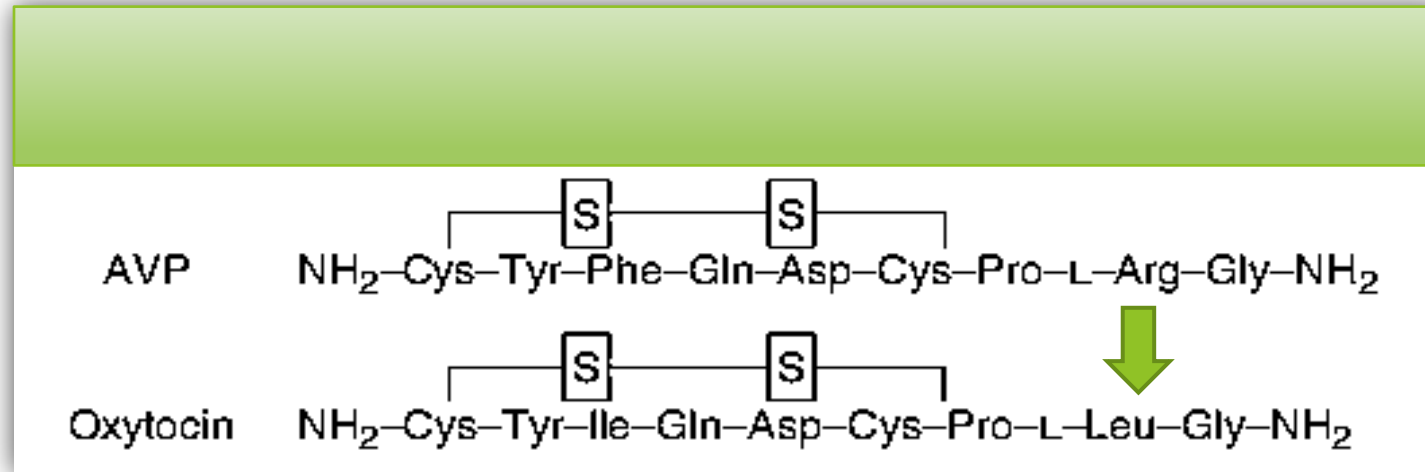 S S
AVP NH₂–Cys–Tyr–Phe–Gln–Asp–Cys–Pro–L–Arg–Gly–NH₂
S S
Oxytocin NH₂–Cys–Tyr–Ile–Gln–Asp–Cys–Pro–L–Leu–Gly–NH₂